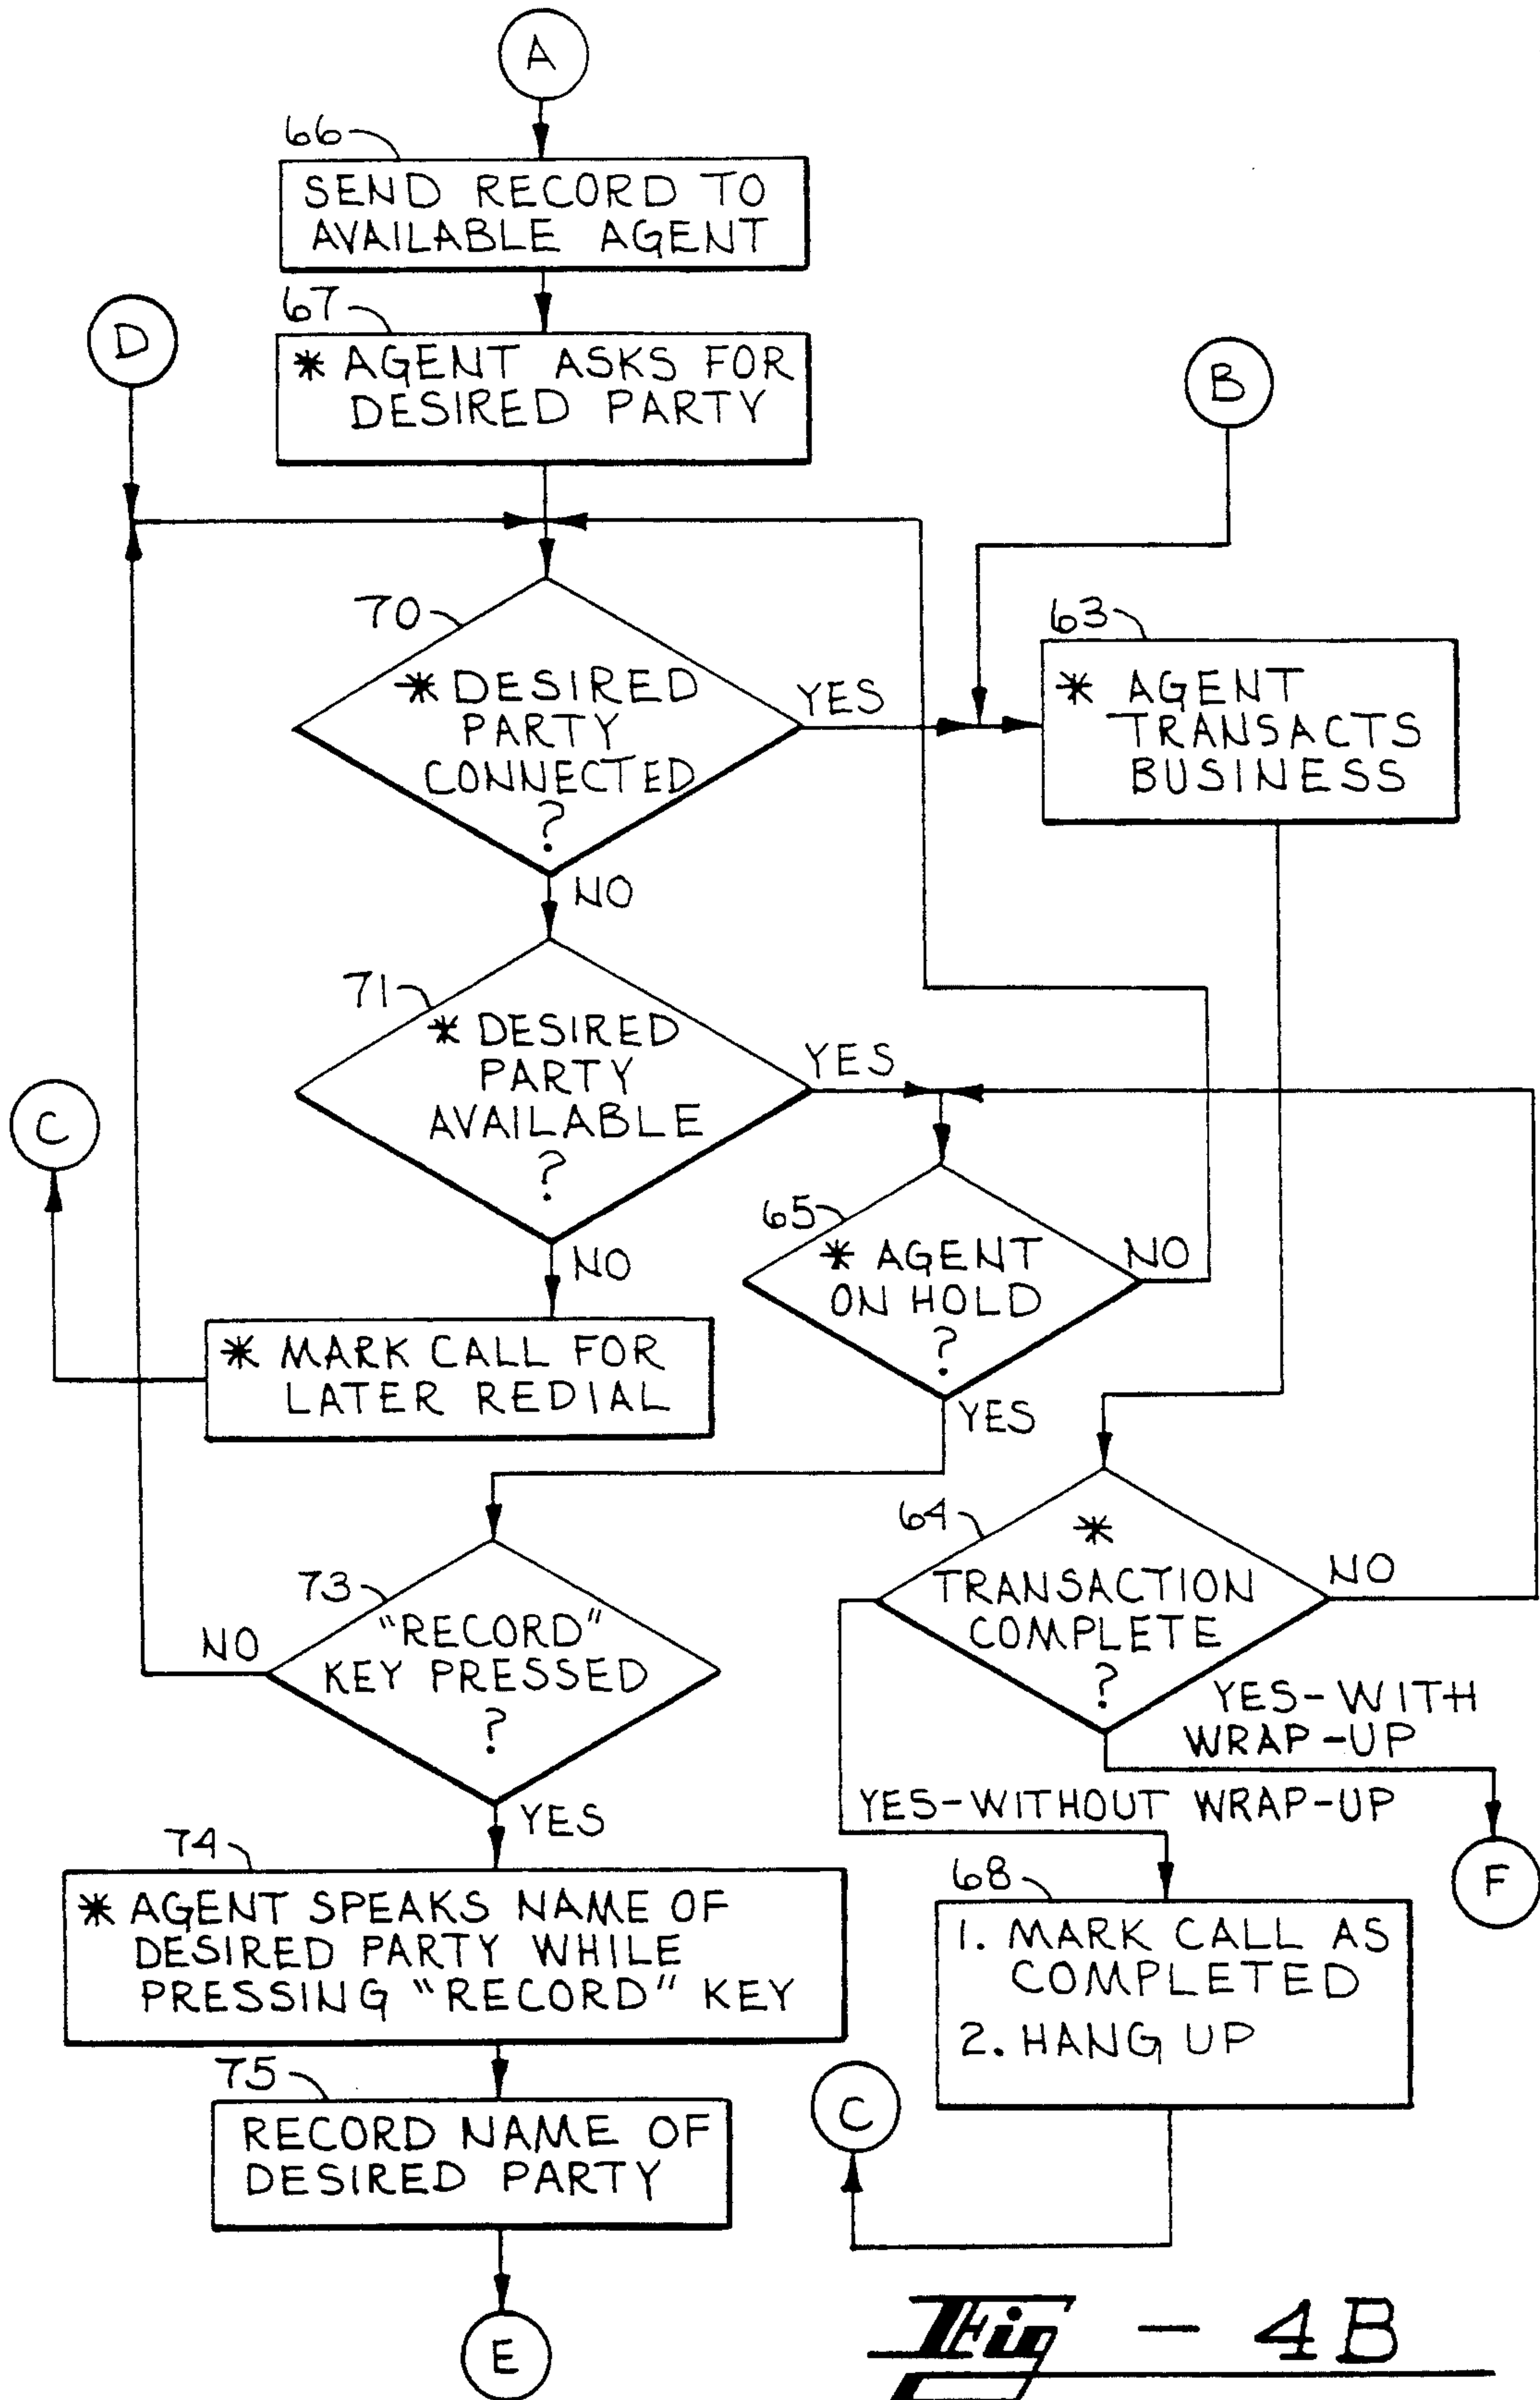 A
66
SEND RECORD TO
AVAILABLE AGENT
67
* AGENT ASKS FOR
DESIRED PARTY
D
B
70
* DESIRED
PARTY
CONNECTED
?
YES
NO
63
* AGENT
TRANSACTS
BUSINESS
71
* DESIRED
PARTY
AVAILABLE
?
YES
NO
C
65
* AGENT
ON HOLD
?
NO
YES
* MARK CALL FOR
LATER REDIAL
73
"RECORD"
KEY PRESSED
?
NO
YES
64
*
TRANSACTION
COMPLETE
?
NO
YES-WITH
WRAP-UP
YES-WITHOUT WRAP-UP
F
74
* AGENT SPEAKS NAME OF
DESIRED PARTY WHILE
PRESSING "RECORD" KEY
68
1. MARK CALL AS
COMPLETED
2. HANG UP
75
RECORD NAME OF
DESIRED PARTY
C
E
Fig - 4B